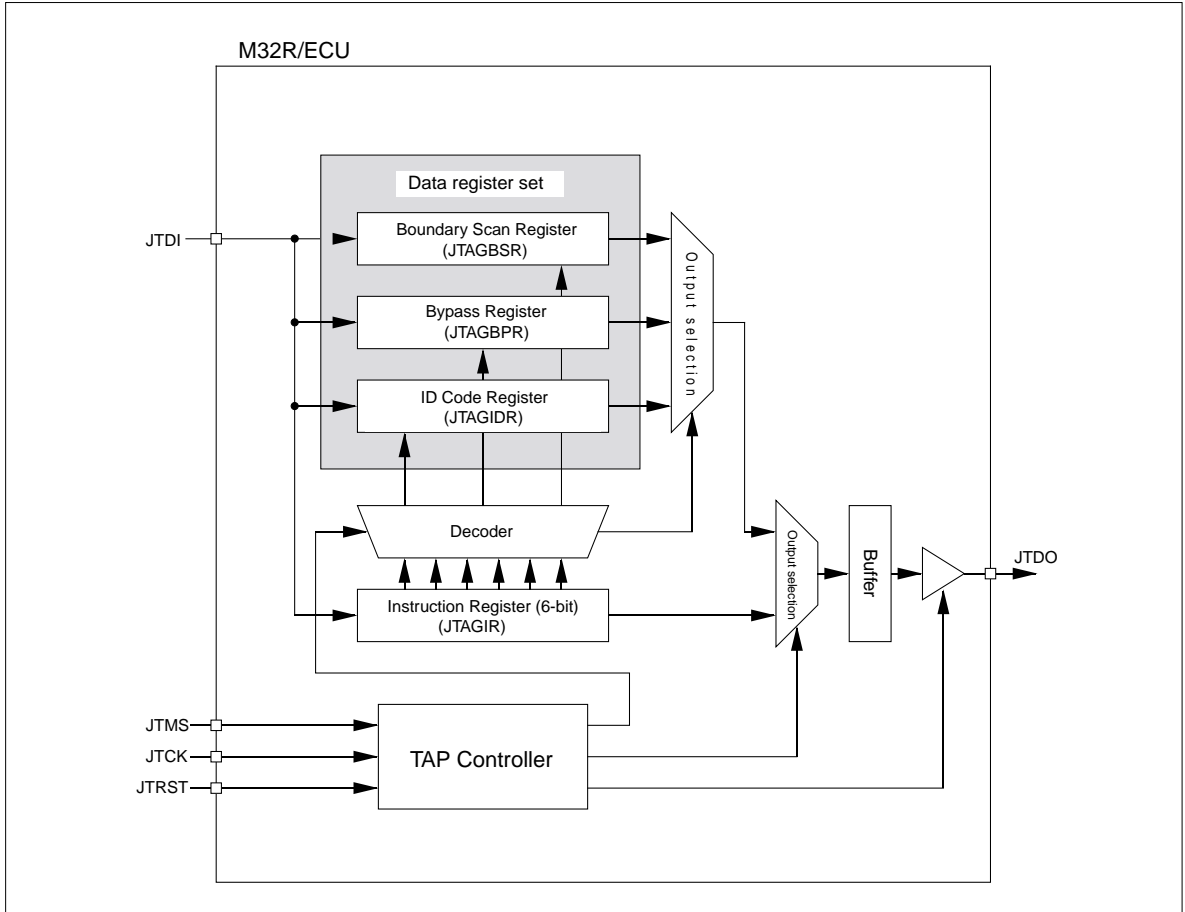 M32R/ECU
Data register set
JTDI
Boundary Scan Register
(JTAGBSR)
Output selection
Bypass Register
(JTAGBPR)
ID Code Register
(JTAGIDR)
Decoder
Output selection
Buffer
JTDO
Instruction Register (6-bit)
(JTAGIR)
JTMS
JTCK
JTRST
TAP Controller